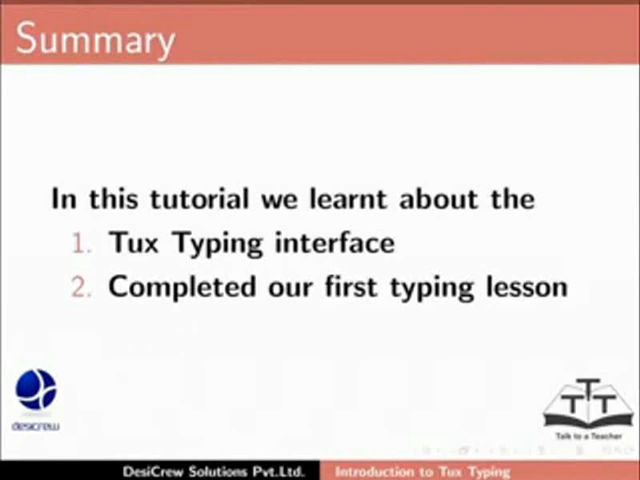 Summary
In this tutorial we learnt about the
1. Tux Typing interface
2. Completed our first typing lesson
desicrew
TTT
Talk to a Teacher
DesiCrew Solutions Pvt.Ltd. Introduction to Tux Typing